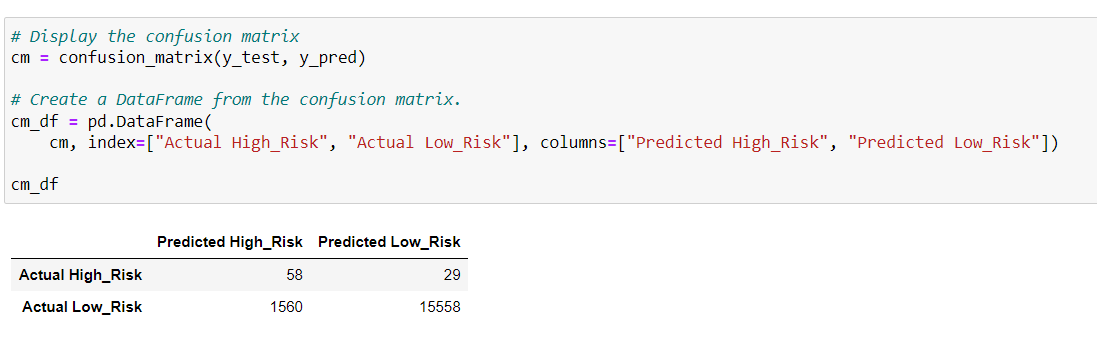 # Display the confusion matrix
cm = confusion_matrix(y_test, y_pred)
# Create a DataFrame from the confusion matrix.
cm_df = pd.DataFrame(
    cm, index=["Actual High_Risk", "Actual Low_Risk"], columns=["Predicted High_Risk", "Predicted Low_Risk"])
cm_df
Predicted High_Risk Predicted Low_Risk
Actual High_Risk 58 29
Actual Low_Risk 1560 15558